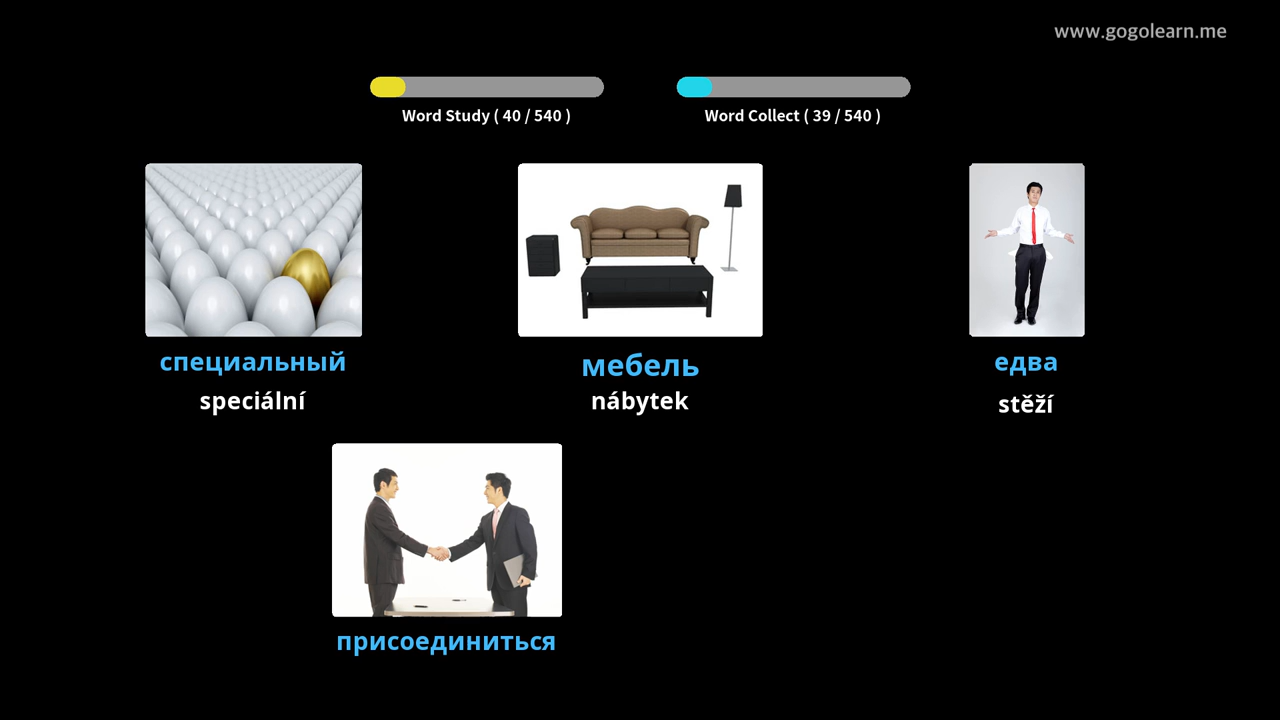 www.gogolearn.me
Word Study ( 40 / 540 )
Word Collect ( 39 / 540 )
специальный
speciální
мебель
nábytek
едва
stěží
присоединиться